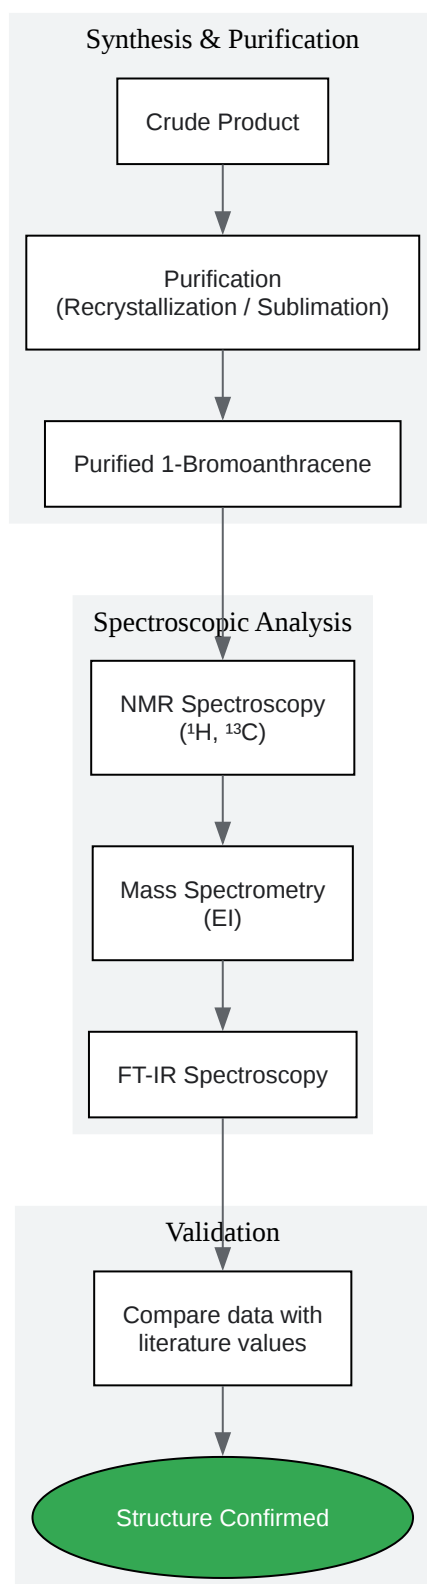 Synthesis & Purification
Crude Product
Purification
(Recrystallization / Sublimation)
Purified 1-Bromoanthracene
Spectroscopic Analysis
NMR Spectroscopy
(¹H, ¹³C)
Mass Spectrometry
(EI)
FT-IR Spectroscopy
Validation
Compare data with
literature values
Structure Confirmed